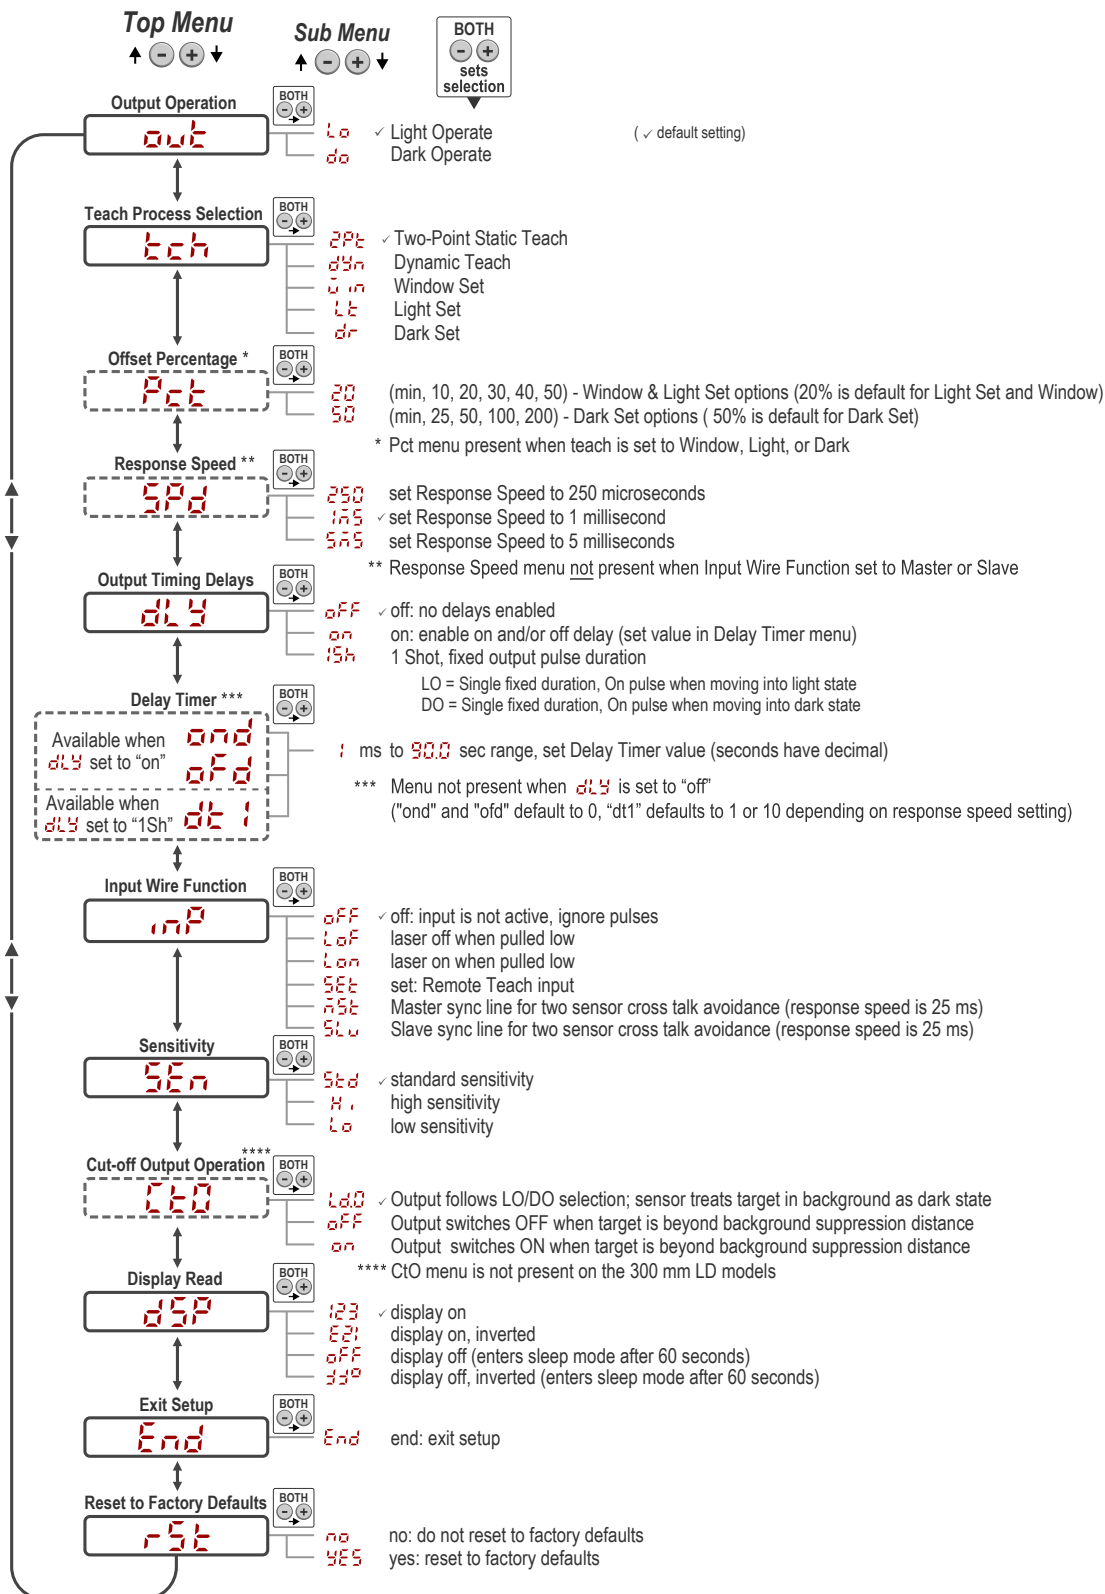 Top Menu
Sub Menu
BOTH
sets
selection
Output Operation
BOTH
out
Lo ✓ Light Operate
( ✓ default setting)
do Dark Operate
Teach Process Selection
BOTH
tch
2Pt ✓ Two-Point Static Teach
dYn Dynamic Teach
Win Window Set
Lt Light Set
dr Dark Set
Offset Percentage *
BOTH
Pct
20 (min, 10, 20, 30, 40, 50) - Window & Light Set options (20% is default for Light Set and Window)
50 (min, 25, 50, 100, 200) - Dark Set options ( 50% is default for Dark Set)
* Pct menu present when teach is set to Window, Light, or Dark
Response Speed **
BOTH
SPd
250 set Response Speed to 250 microseconds
1mS ✓ set Response Speed to 1 millisecond
5mS set Response Speed to 5 milliseconds
** Response Speed menu not present when Input Wire Function set to Master or Slave
Output Timing Delays
BOTH
dLY
oFF ✓ off: no delays enabled
on on: enable on and/or off delay (set value in Delay Timer menu)
1Sh 1 Shot, fixed output pulse duration
LO = Single fixed duration, On pulse when moving into light state
DO = Single fixed duration, On pulse when moving into dark state
Delay Timer ***
BOTH
Available when
dLY set to “on”
ond
oFd
Available when
dLY set to “1Sh”
dt1
1 ms to 90.0 sec range, set Delay Timer value (seconds have decimal)
*** Menu not present when dLY is set to “off”
("ond" and "ofd" default to 0, “dt1” defaults to 1 or 10 depending on response speed setting)
Input Wire Function
BOTH
inP
oFF ✓ off: input is not active, ignore pulses
LoF laser off when pulled low
Lon laser on when pulled low
SEt set: Remote Teach input
mSt Master sync line for two sensor cross talk avoidance (response speed is 25 ms)
SLv Slave sync line for two sensor cross talk avoidance (response speed is 25 ms)
Sensitivity
BOTH
SEn
Std ✓ standard sensitivity
Hi high sensitivity
Lo low sensitivity
Cut-off Output Operation ****
BOTH
CtO
Ld.O ✓ Output follows LO/DO selection; sensor treats target in background as dark state
oFF Output switches OFF when target is beyond background suppression distance
on Output switches ON when target is beyond background suppression distance
**** CtO menu is not present on the 300 mm LD models
Display Read
BOTH
dSP
123 ✓ display on
E21 display on, inverted
oFF display off (enters sleep mode after 60 seconds)
display off, inverted (enters sleep mode after 60 seconds)
Exit Setup
BOTH
End
End end: exit setup
Reset to Factory Defaults
BOTH
rSt
no no: do not reset to factory defaults
YES yes: reset to factory defaults